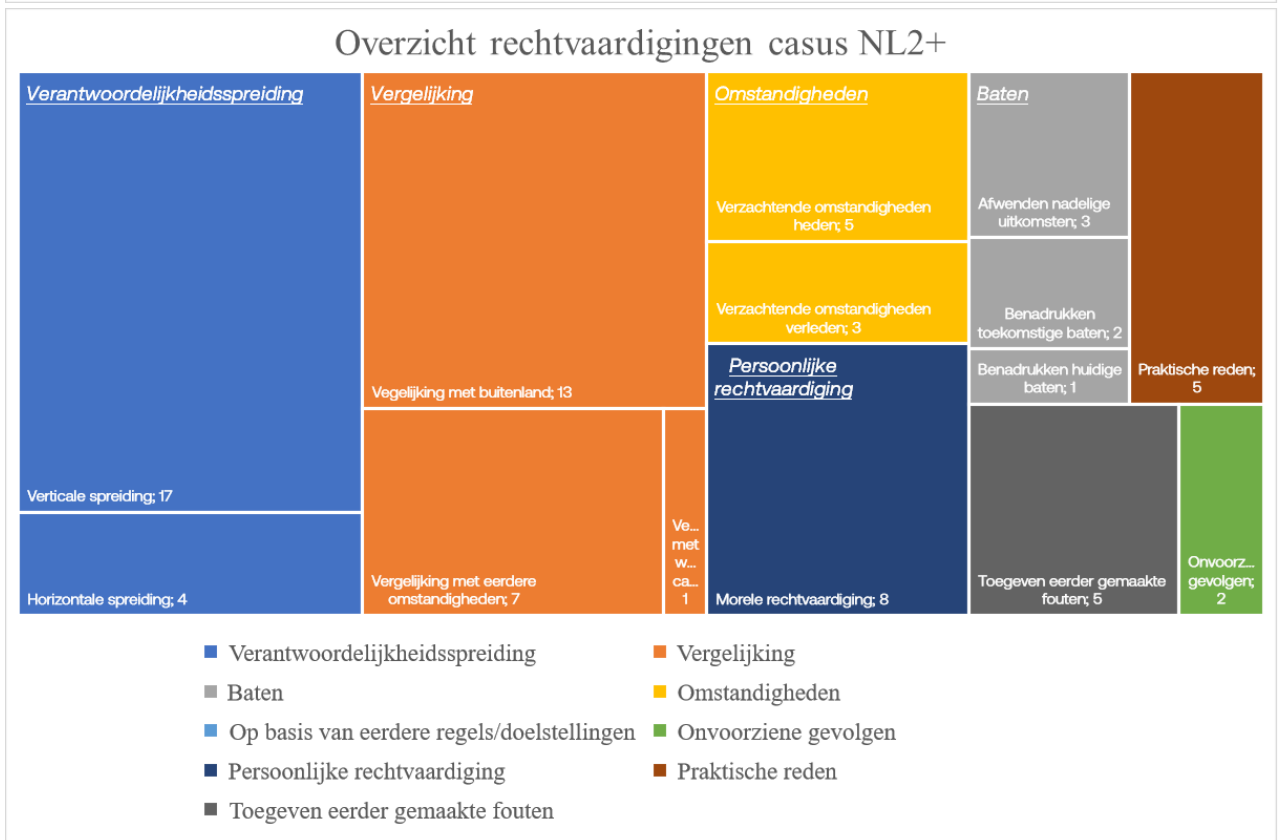 Overzicht rechtvaardigingen casus NL2+
Verantwoordelijkheidsspreiding
Verticale spreiding; 17
Horizontale spreiding; 4
Vergelijking
Vegelijking met buitenland; 13
Vergelijking met eerdere
omstandigheden; 7
Ve...
met
w...
ca...
1
Omstandigheden
Verzachtende omstandigheden
heden; 5
Verzachtende omstandigheden
verleden; 3
Persoonlijke
rechtvaardiging
Morele rechtvaardiging; 8
Baten
Afwenden nadelige
uitkomsten; 3
Benadrukken
toekomstige baten; 2
Benadrukken huidige
baten; 1
Praktische reden;
5
Toegeven eerder gemaakte
fouten; 5
Onvoorz...
gevolgen;
2
Verantwoordelijkheidsspreiding
Vergelijking
Baten
Omstandigheden
Op basis van eerdere regels/doelstellingen
Onvoorziene gevolgen
Persoonlijke rechtvaardiging
Praktische reden
Toegeven eerder gemaakte fouten